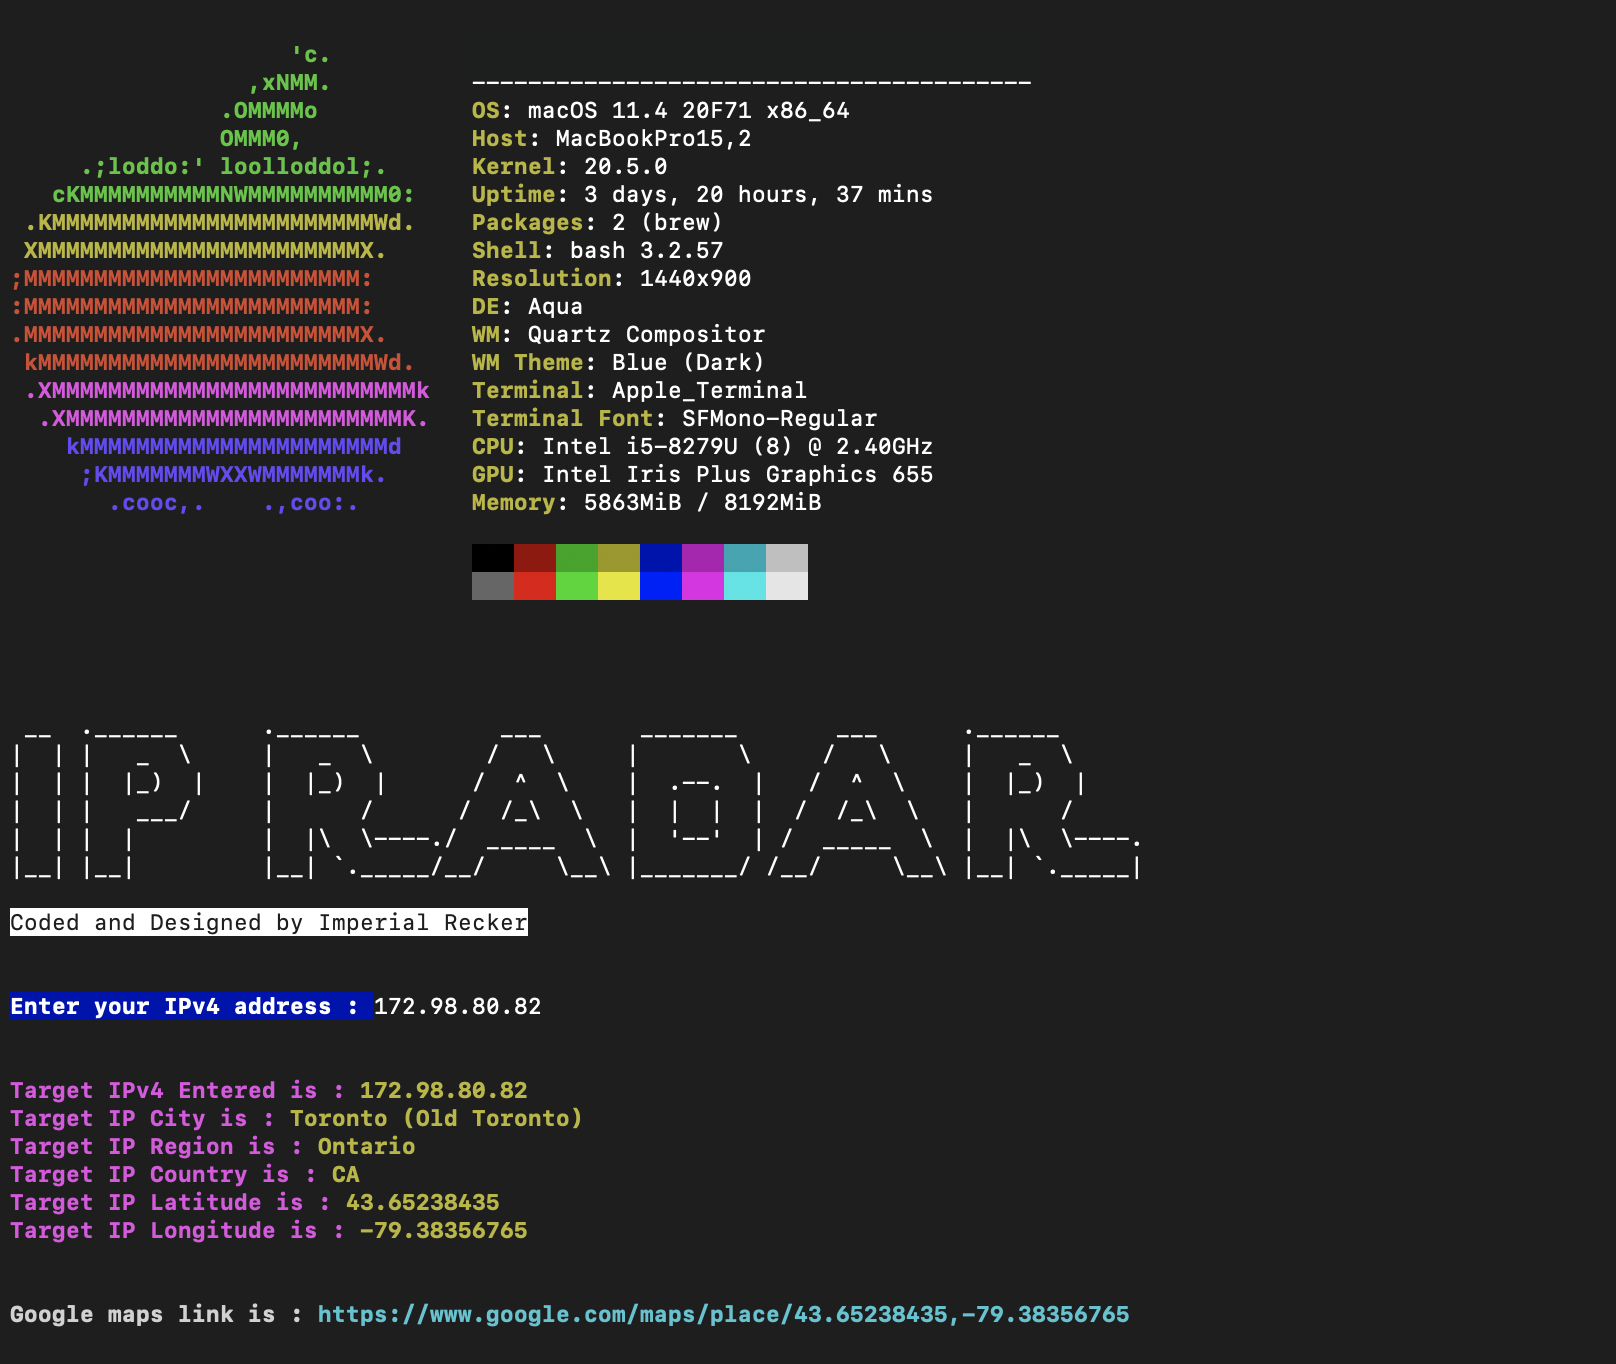 'c.
                 ,xNMM.
               .OMMMMo
               OMMM0,
     .;loddo:' loolloddol;.
   cKMMMMMMMMMMNWMMMMMMMMMM0:
 .KMMMMMMMMMMMMMMMMMMMMMMMWd.
 XMMMMMMMMMMMMMMMMMMMMMMMX.
;MMMMMMMMMMMMMMMMMMMMMMMM:
:MMMMMMMMMMMMMMMMMMMMMMMM:
.MMMMMMMMMMMMMMMMMMMMMMMMX.
 kMMMMMMMMMMMMMMMMMMMMMMMMWd.
 .XMMMMMMMMMMMMMMMMMMMMMMMMMMk
  .XMMMMMMMMMMMMMMMMMMMMMMMMK.
    kMMMMMMMMMMMMMMMMMMMMMMd
     ;KMMMMMMMWXXWMMMMMMMk.
       .cooc,.    .,coo:.
----------------------------------------
OS: macOS 11.4 20F71 x86_64
Host: MacBookPro15,2
Kernel: 20.5.0
Uptime: 3 days, 20 hours, 37 mins
Packages: 2 (brew)
Shell: bash 3.2.57
Resolution: 1440x900
DE: Aqua
WM: Quartz Compositor
WM Theme: Blue (Dark)
Terminal: Apple_Terminal
Terminal Font: SFMono-Regular
CPU: Intel i5-8279U (8) @ 2.40GHz
GPU: Intel Iris Plus Graphics 655
Memory: 5863MiB / 8192MiB
IP RADAR
Coded and Designed by Imperial Recker
Enter your IPv4 address : 172.98.80.82
Target IPv4 Entered is : 172.98.80.82
Target IP City is : Toronto (Old Toronto)
Target IP Region is : Ontario
Target IP Country is : CA
Target IP Latitude is : 43.65238435
Target IP Longitude is : -79.38356765
Google maps link is : https://www.google.com/maps/place/43.65238435,-79.38356765